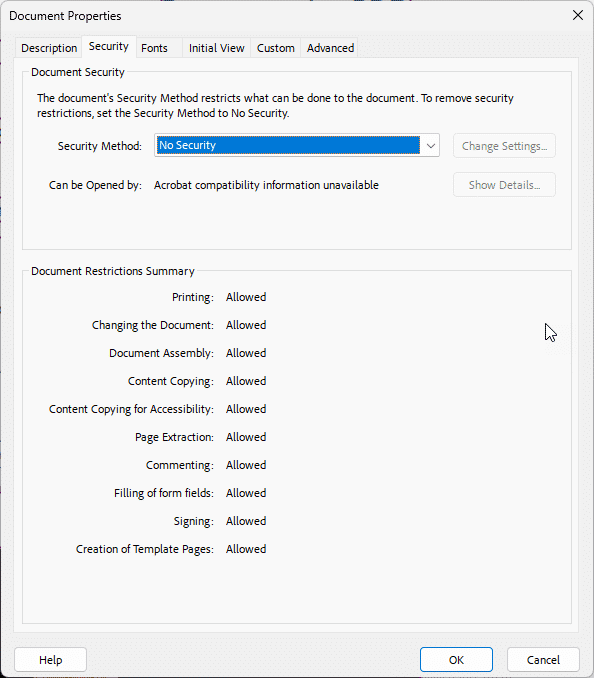 Document Properties
Description Security Fonts Initial View Custom Advanced
Document Security
The document's Security Method restricts what can be done to the document. To remove security
restrictions, set the Security Method to No Security.
Security Method: No Security Change Settings...
Can be Opened by: Acrobat compatibility information unavailable Show Details...
Document Restrictions Summary
Printing: Allowed
Changing the Document: Allowed
Document Assembly: Allowed
Content Copying: Allowed
Content Copying for Accessibility: Allowed
Page Extraction: Allowed
Commenting: Allowed
Filling of form fields: Allowed
Signing: Allowed
Creation of Template Pages: Allowed
Help OK Cancel